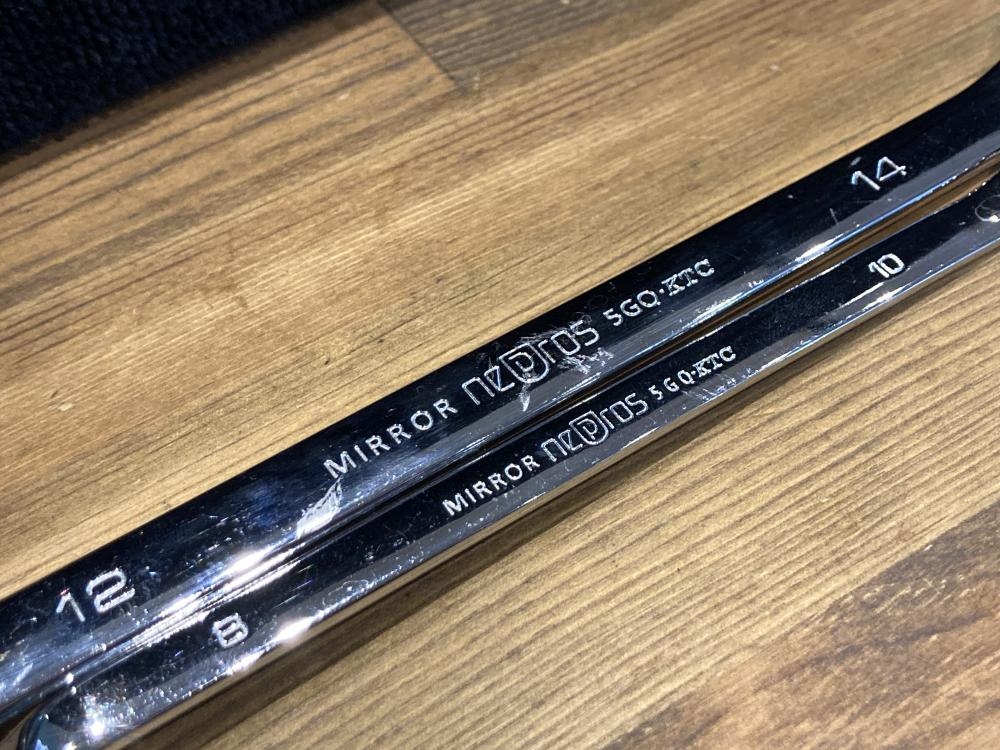 12 MIRROR nepros 5GQ·KTC 14
8 MIRROR nepros 5GQ·KTC 10